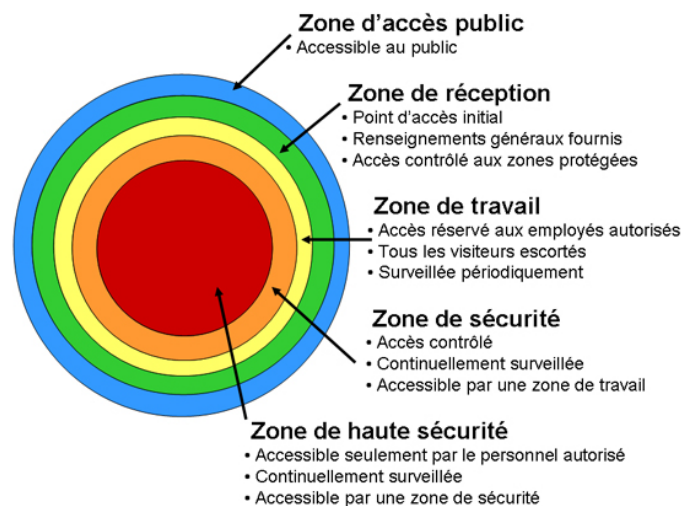 Zone d'accès public
• Accessible au public
Zone de réception
• Point d'accès initial
• Renseignements généraux fournis
• Accès contrôlé aux zones protégées
Zone de travail
• Accès réservé aux employés autorisés
• Tous les visiteurs escortés
• Surveillée périodiquement
Zone de sécurité
• Accès contrôlé
• Continuellement surveillée
• Accessible par une zone de travail
Zone de haute sécurité
• Accessible seulement par le personnel autorisé
• Continuellement surveillée
• Accessible par une zone de sécurité